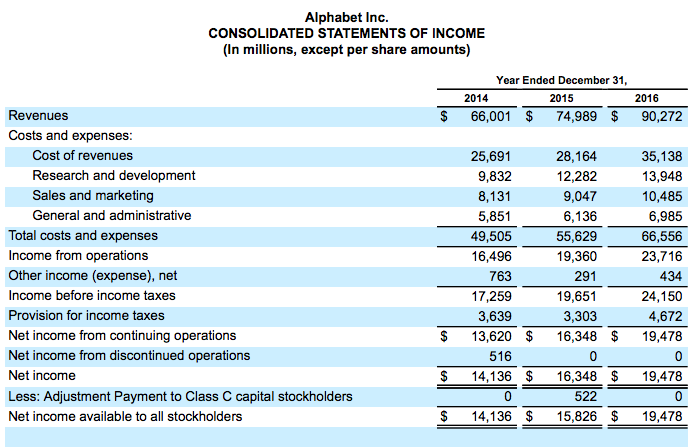 Alphabet Inc.
CONSOLIDATED STATEMENTS OF INCOME
(In millions, except per share amounts)
Year Ended December 31,
2014 2015 2016
Revenues $ 66,001 $ 74,989 $ 90,272
Costs and expenses:
Cost of revenues 25,691 28,164 35,138
Research and development 9,832 12,282 13,948
Sales and marketing 8,131 9,047 10,485
General and administrative 5,851 6,136 6,985
Total costs and expenses 49,505 55,629 66,556
Income from operations 16,496 19,360 23,716
Other income (expense), net 763 291 434
Income before income taxes 17,259 19,651 24,150
Provision for income taxes 3,639 3,303 4,672
Net income from continuing operations $ 13,620 $ 16,348 $ 19,478
Net income from discontinued operations 516 0 0
Net income $ 14,136 $ 16,348 $ 19,478
Less: Adjustment Payment to Class C capital stockholders 0 522 0
Net income available to all stockholders $ 14,136 $ 15,826 $ 19,478